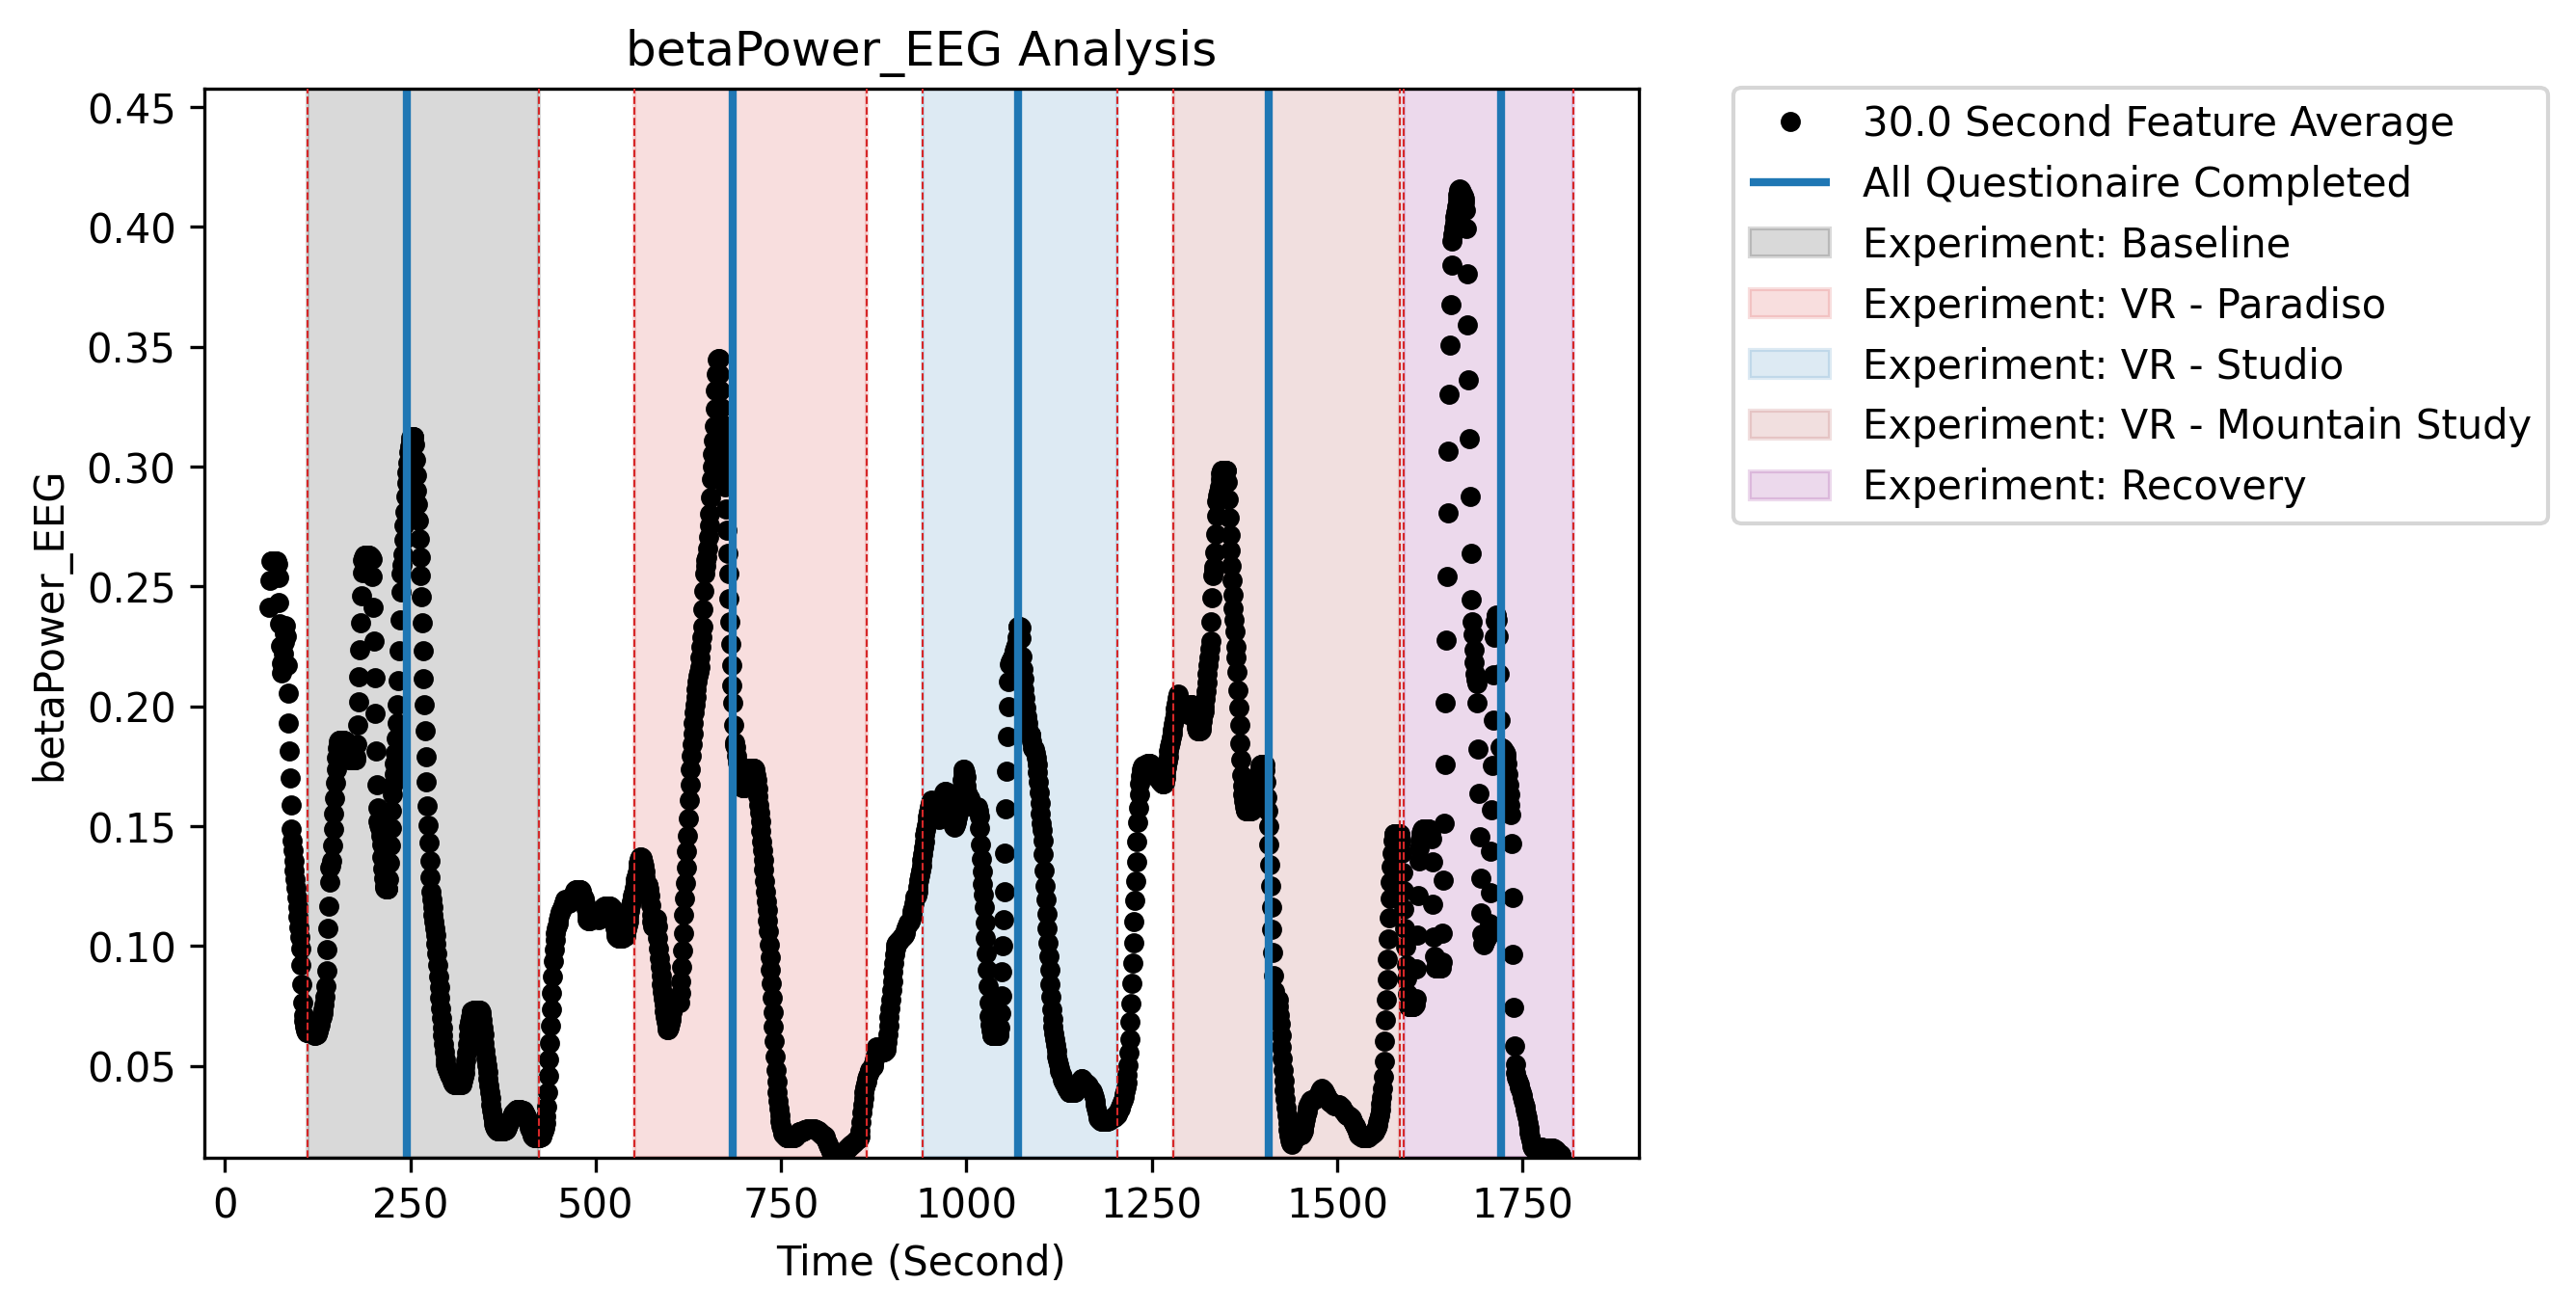 betaPower_EEG Analysis
0.45
0.40
0.35
0.30
0.25
0.20
0.15
0.10
0.05
betaPower_EEG
0
250
500
750
1000
1250
1500
1750
Time (Second)
30.0 Second Feature Average
All Questionaire Completed
Experiment: Baseline
Experiment: VR - Paradiso
Experiment: VR - Studio
Experiment: VR - Mountain Study
Experiment: Recovery